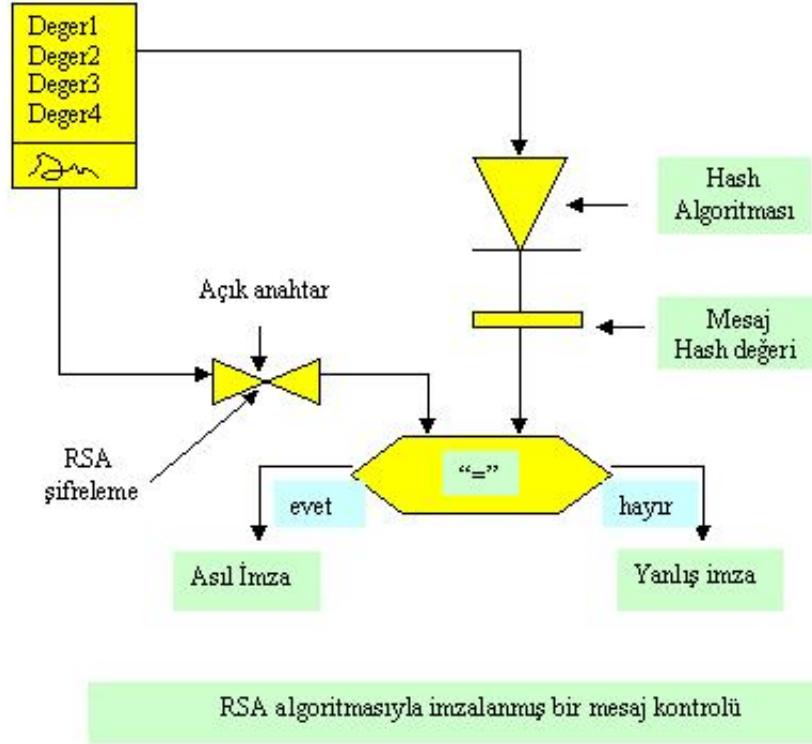 Deger1
Deger2
Deger3
Deger4
Hash
Algoritması
Açık anahtar
Mesaj
Hash değeri
RSA
şifreleme
“=”
evet
hayır
Asıl İmza
Yanlış imza
RSA algoritmasıyla imzalanmış bir mesaj kontrolü